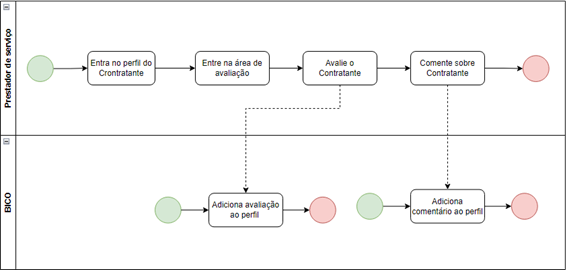 Prestador de serviço
Entra no perfil do
Crontratante
Entre na área de
avaliação
Avalie o
Contratante
Comente sobre
Contratante
BICO
Adiciona avaliação
ao perfil
Adiciona
comentário ao perfil